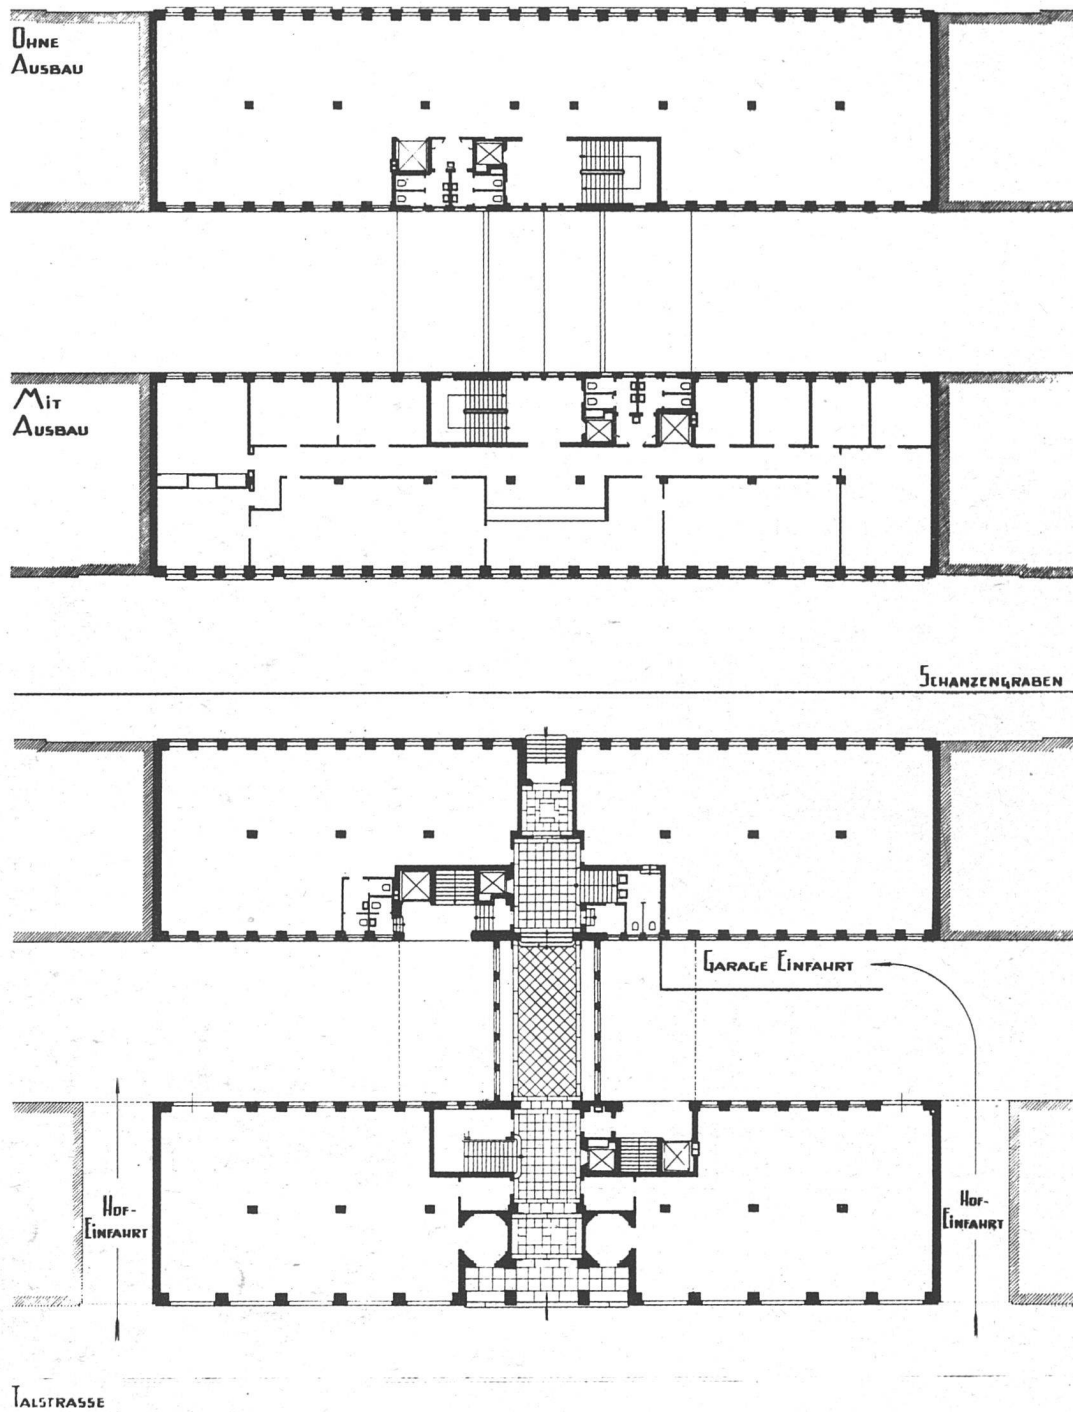 OHNE
AUSBAU
MIT
AUSBAU
SCHANZENGRABEN
GARAGE EINFAHRT
HOF-
EINFAHRT
HOF-
EINFAHRT
TALSTRASSE